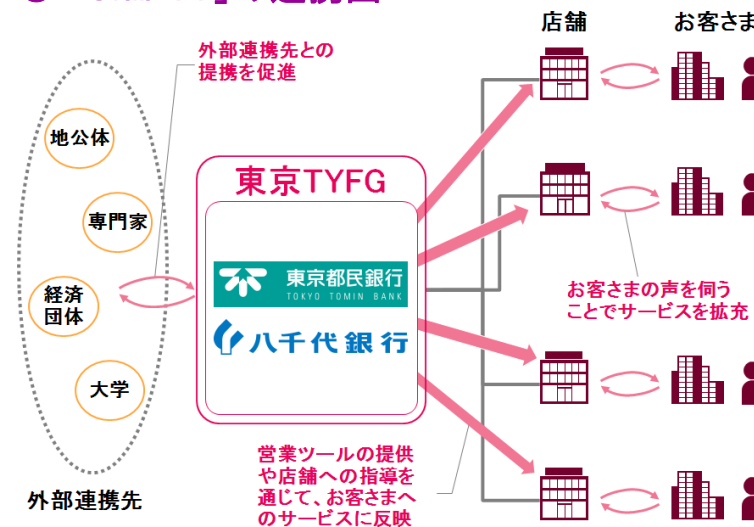 の連携図
店舗
お客さま
外部連携先との
提携を促進
地公体
専門家
経済
団体
大学
外部連携先
東京TYFG
東京都民銀行
TOKYO TOMIN BANK
八千代銀行
お客さまの声を伺う
ことでサービスを拡充
営業ツールの提供
や店舗への指導を
通じて、お客さまへ
のサービスに反映